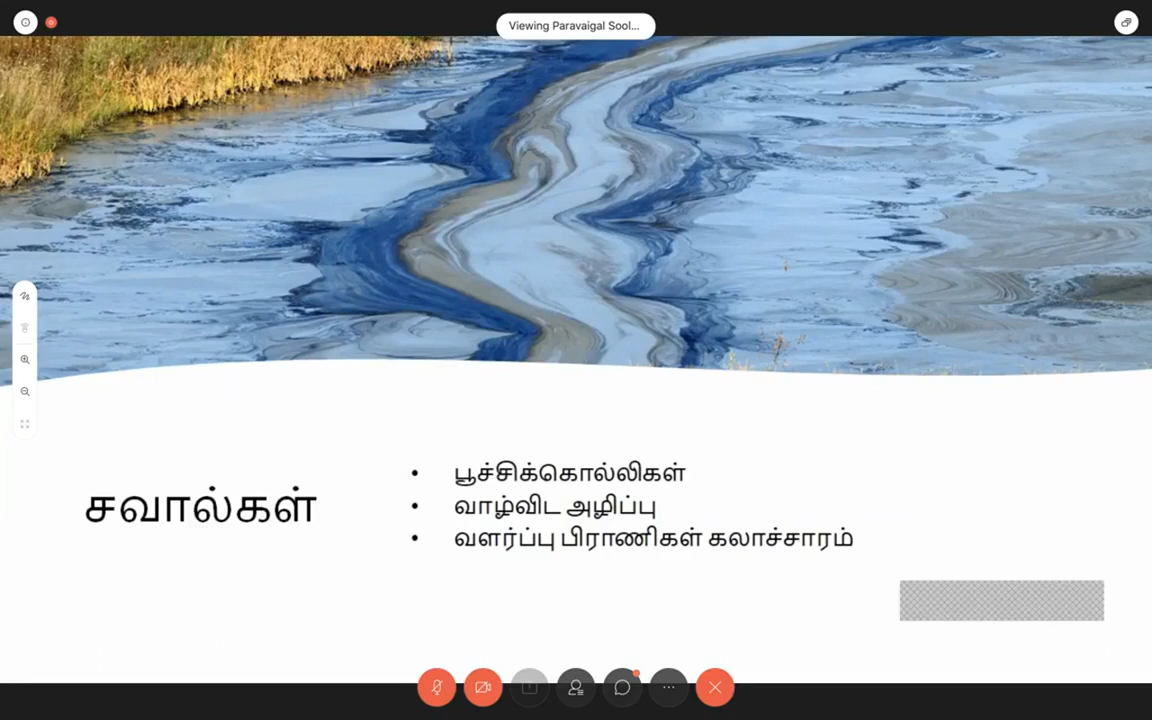 Viewing Paravaigal Sool...
சவால்கள்
• பூச்சிக்கொல்லிகள்
• வாழ்விட அழிப்பு
• வளர்ப்பு பிராணிகள் கலாச்சாரம்